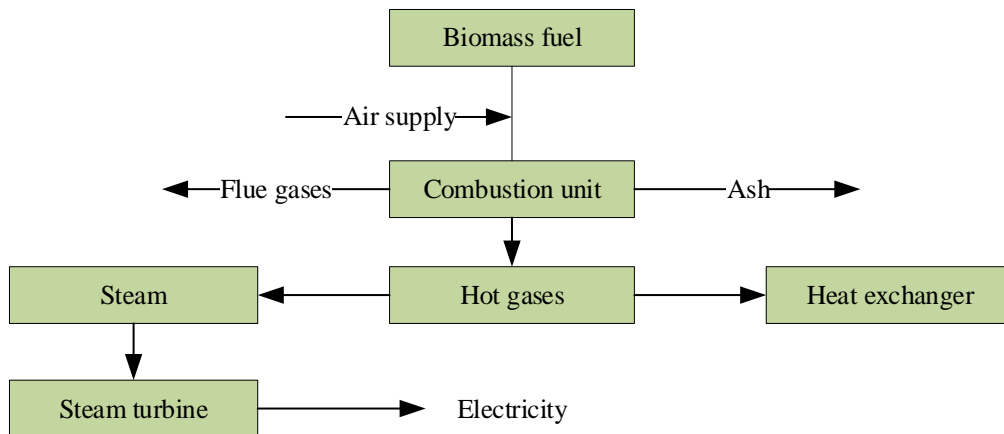 Biomass fuel
Air supply
Flue gases
Combustion unit
Ash
Steam
Hot gases
Heat exchanger
Steam turbine
Electricity